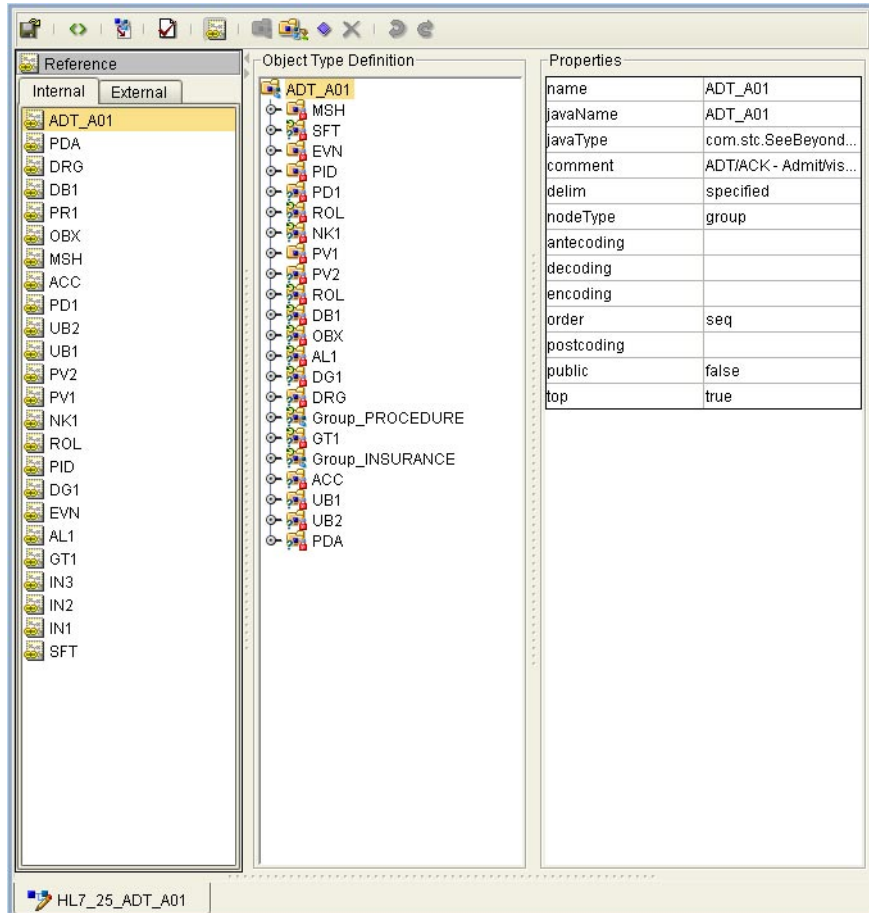 Reference
Internal
External
ADT_A01
PDA
DRG
DB1
PR1
OBX
MSH
ACC
PD1
UB2
UB1
PV2
PV1
NK1
ROL
PID
DG1
EVN
AL1
GT1
IN3
IN2
IN1
SFT
Object Type Definition
ADT_A01
MSH
SFT
EVN
PID
PD1
ROL
NK1
PV1
PV2
ROL
DB1
OBX
AL1
DG1
DRG
Group_PROCEDURE
GT1
Group_INSURANCE
ACC
UB1
UB2
PDA
Properties
name ADT_A01
javaName ADT_A01
javaType com.stc.SeeBeyond...
comment ADT/ACK - Admit/vis...
delim specified
nodeType group
antecoding
decoding
encoding
order seq
postcoding
public false
top true
HL7_25_ADT_A01